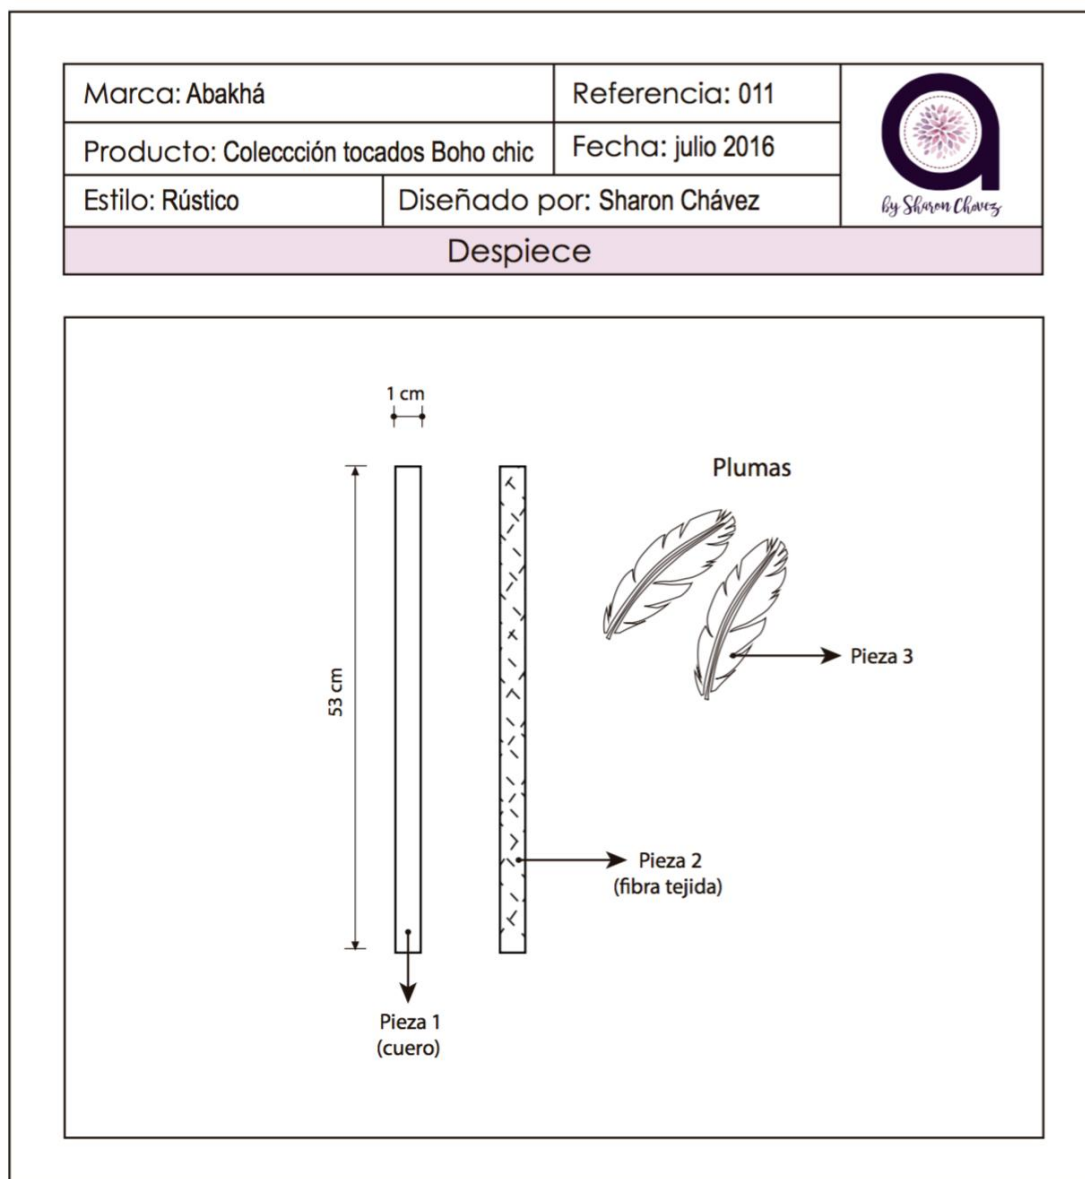 Marca: Abakhá
Referencia: 011
Producto: Coleccción tocados Boho chic
Fecha: julio 2016
Estilo: Rústico
Diseñado por: Sharon Chávez
a
by Sharon Chavez
Despiece
1 cm
Plumas
53 cm
Pieza 3
Pieza 2
(fibra tejida)
Pieza 1
(cuero)